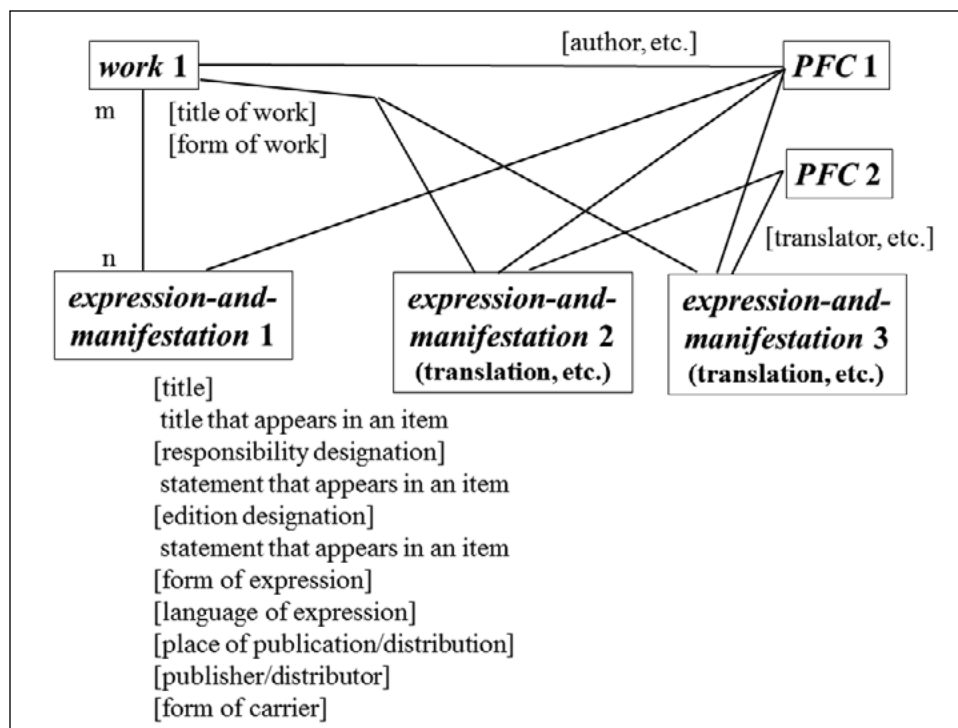 [author, etc.]
work 1
PFC 1
m
[title of work]
[form of work]
PFC 2
[translator, etc.]
n
expression-and-
manifestation 1
expression-and-
manifestation 2
(translation, etc.)
expression-and-
manifestation 3
(translation, etc.)
[title]
title that appears in an item
[responsibility designation]
statement that appears in an item
[edition designation]
statement that appears in an item
[form of expression]
[language of expression]
[place of publication/distribution]
[publisher/distributor]
[form of carrier]